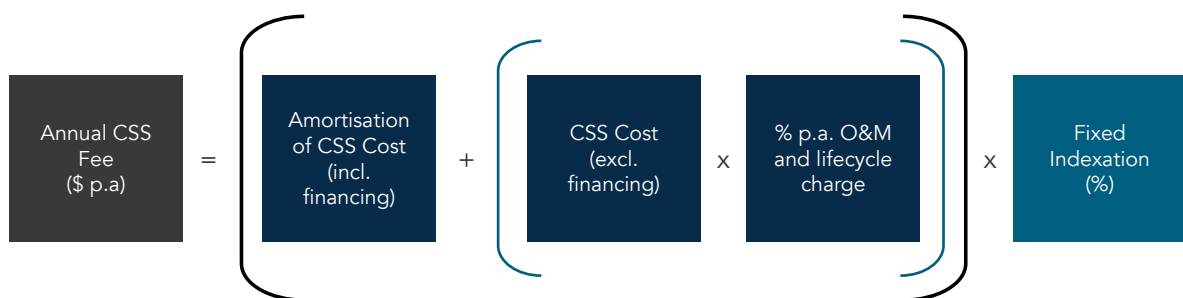 Annual CSS
Fee
($ p.a)
=
Amortisation
of CSS Cost
(incl.
financing)
+
CSS Cost
(excl.
financing)
x
% p.a. O&M
and lifecycle
charge
x
Fixed
Indexation
(%)